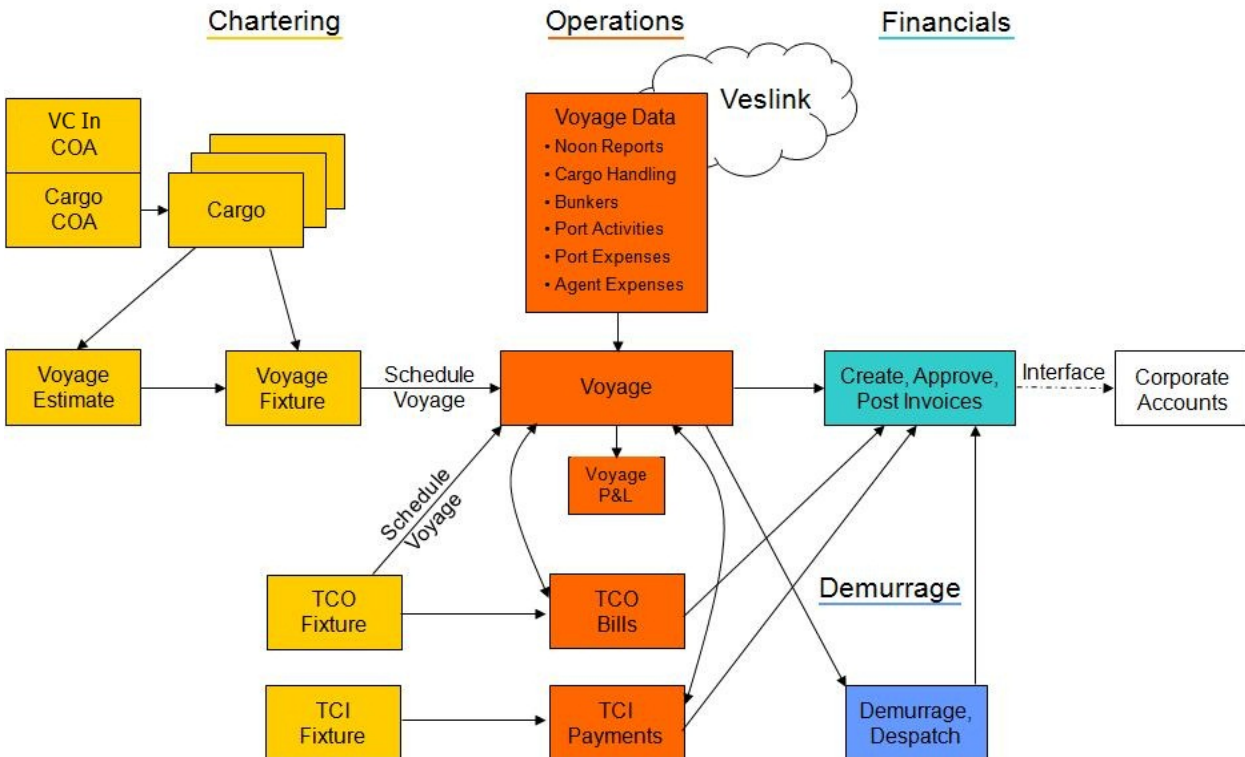 Chartering
Operations
Financials
Veslink
VC In
COA
Cargo
COA
Cargo
Voyage Data
• Noon Reports
• Cargo Handling
• Bunkers
• Port Activities
• Port Expenses
• Agent Expenses
Voyage
Estimate
Voyage
Fixture
Schedule
Voyage
Voyage
Create, Approve,
Post Invoices
Interface
Corporate
Accounts
Voyage
P&L
Schedule
Voyage
TCO
Fixture
TCO
Bills
Demurrage
TCI
Fixture
TCI
Payments
Demurrage,
Despatch